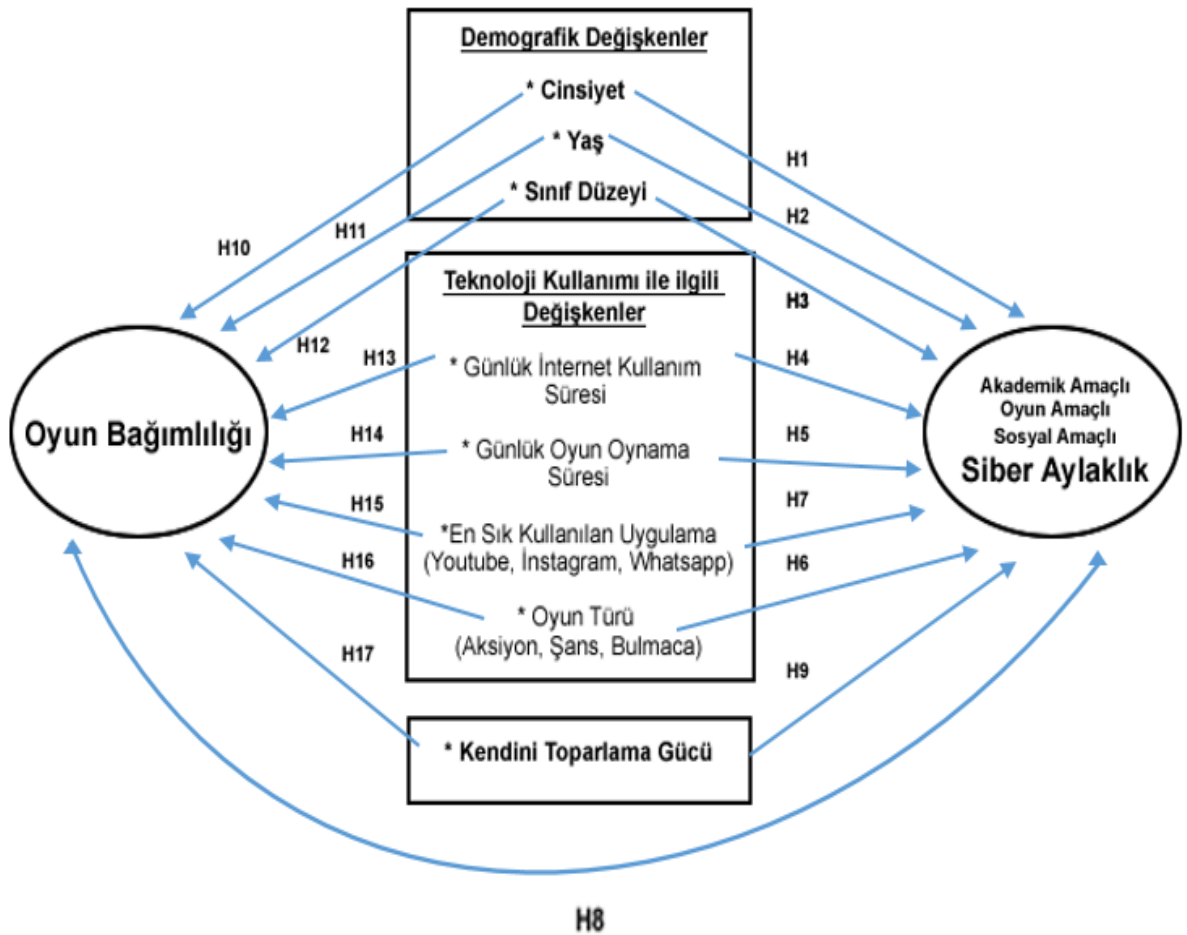 Demografik Değişkenler
* Cinsiyet
* Yaş
* Sınıf Düzeyi
H1
H2
H3
H10
H11
H12
Teknoloji Kullanımı ile ilgili
Değişkenler
* Günlük İnternet Kullanım
Süresi
* Günlük Oyun Oynama
Süresi
*En Sık Kullanılan Uygulama
(Youtube, İnstagram, Whatsapp)
* Oyun Türü
(Aksiyon, Şans, Bulmaca)
H13
H14
H15
H16
H17
H4
H5
H7
H6
H9
Oyun Bağımlılığı
Akademik Amaçlı
Oyun Amaçlı
Sosyal Amaçlı
Siber Aylaklık
* Kendini Toparlama Gücü
H8